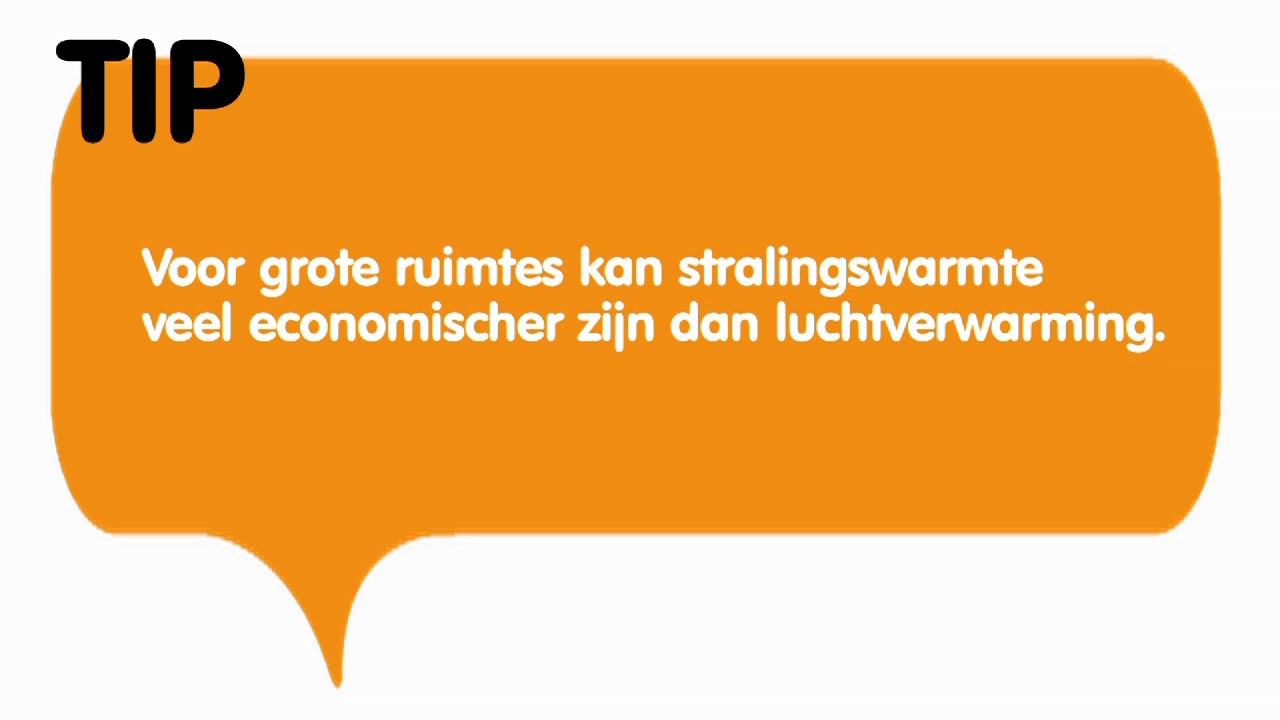 TIP
Voor grote ruimtes kan stralingswarmte
veel economischer zijn dan luchtverwarming.